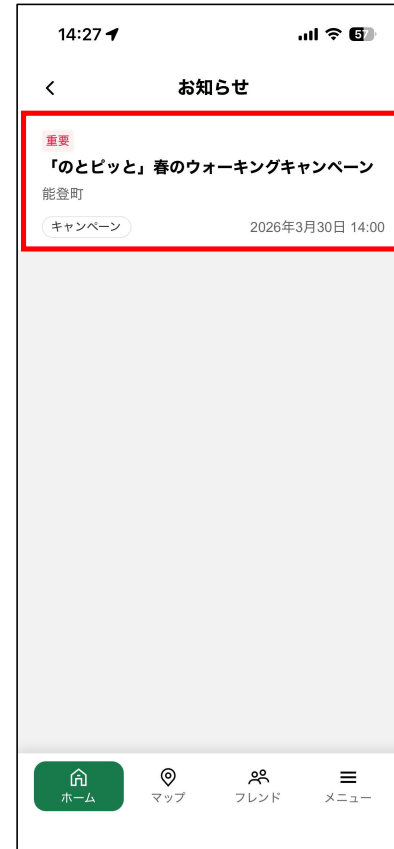 14:27
57
お知らせ
重要
「のとピッと」春のウォーキングキャンペーン
能登町
キャンペーン 2026年3月30日 14:00
ホーム マップ フレンド メニュー